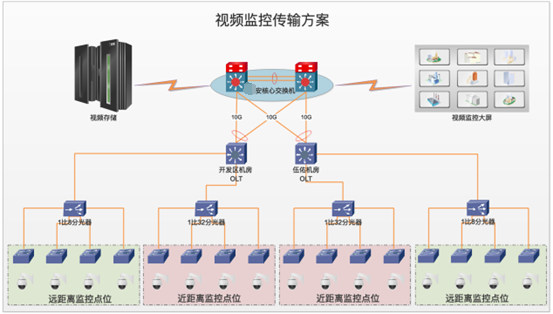 视频监控传输方案
视频存储
安核心交换机
视频监控大屏
10G
10G
10G
开发区机房
OLT
伍佑机房
OLT
1比8分光器
1比32分光器
1比32分光器
1比8分光器
远距离监控点位
近距离监控点位
近距离监控点位
远距离监控点位